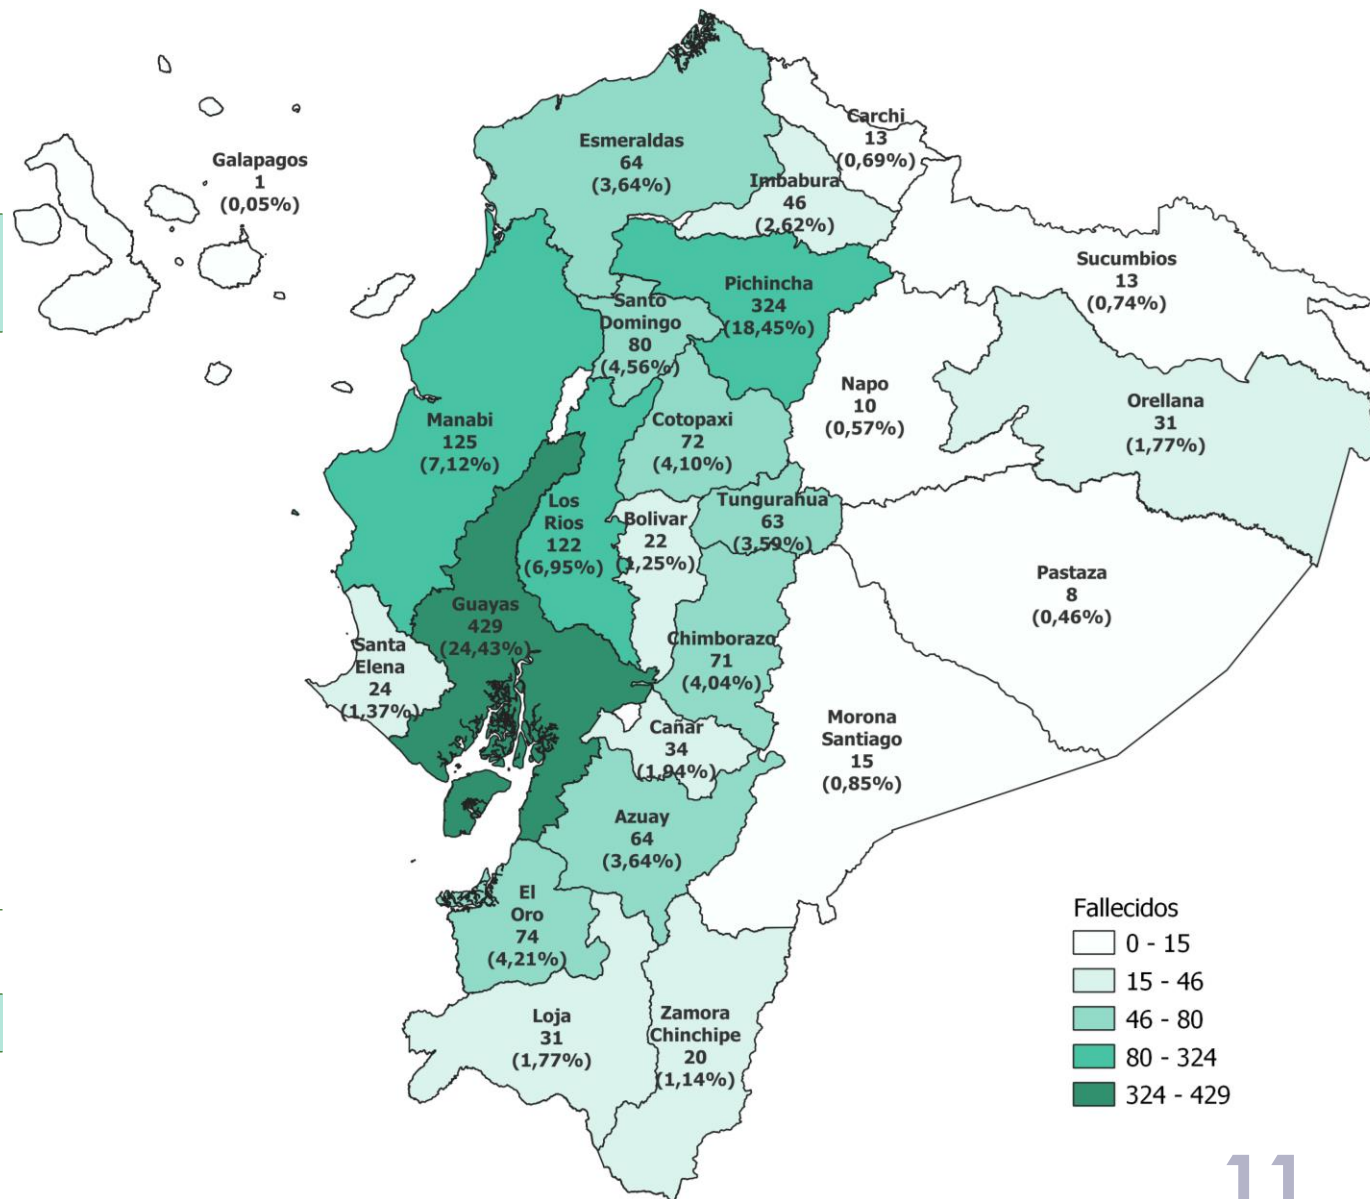 Galapagos
1
(0,05%)
Esmeraldas
64
(3,64%)
Carchi
13
(0,69%)
Imbabura
46
(2,62%)
Sucumbios
13
(0,74%)
Pichincha
324
(18,45%)
Santo
Domingo
80
(4,56%)
Napo
10
(0,57%)
Orellana
31
(1,77%)
Manabi
125
(7,12%)
Cotopaxi
72
(4,10%)
Los
Rios
122
(6,95%)
Bolivar
22
(1,25%)
Tungurahua
63
(3,59%)
Pastaza
8
(0,46%)
Guayas
429
(24,43%)
Santa
Elena
24
(1,37%)
Chimborazo
71
(4,04%)
Cañar
34
(1,94%)
Morona
Santiago
15
(0,85%)
Azuay
64
(3,64%)
El
Oro
74
(4,21%)
Loja
31
(1,77%)
Zamora
Chinchipe
20
(1,14%)
Fallecidos
0 - 15
15 - 46
46 - 80
80 - 324
324 - 429
11